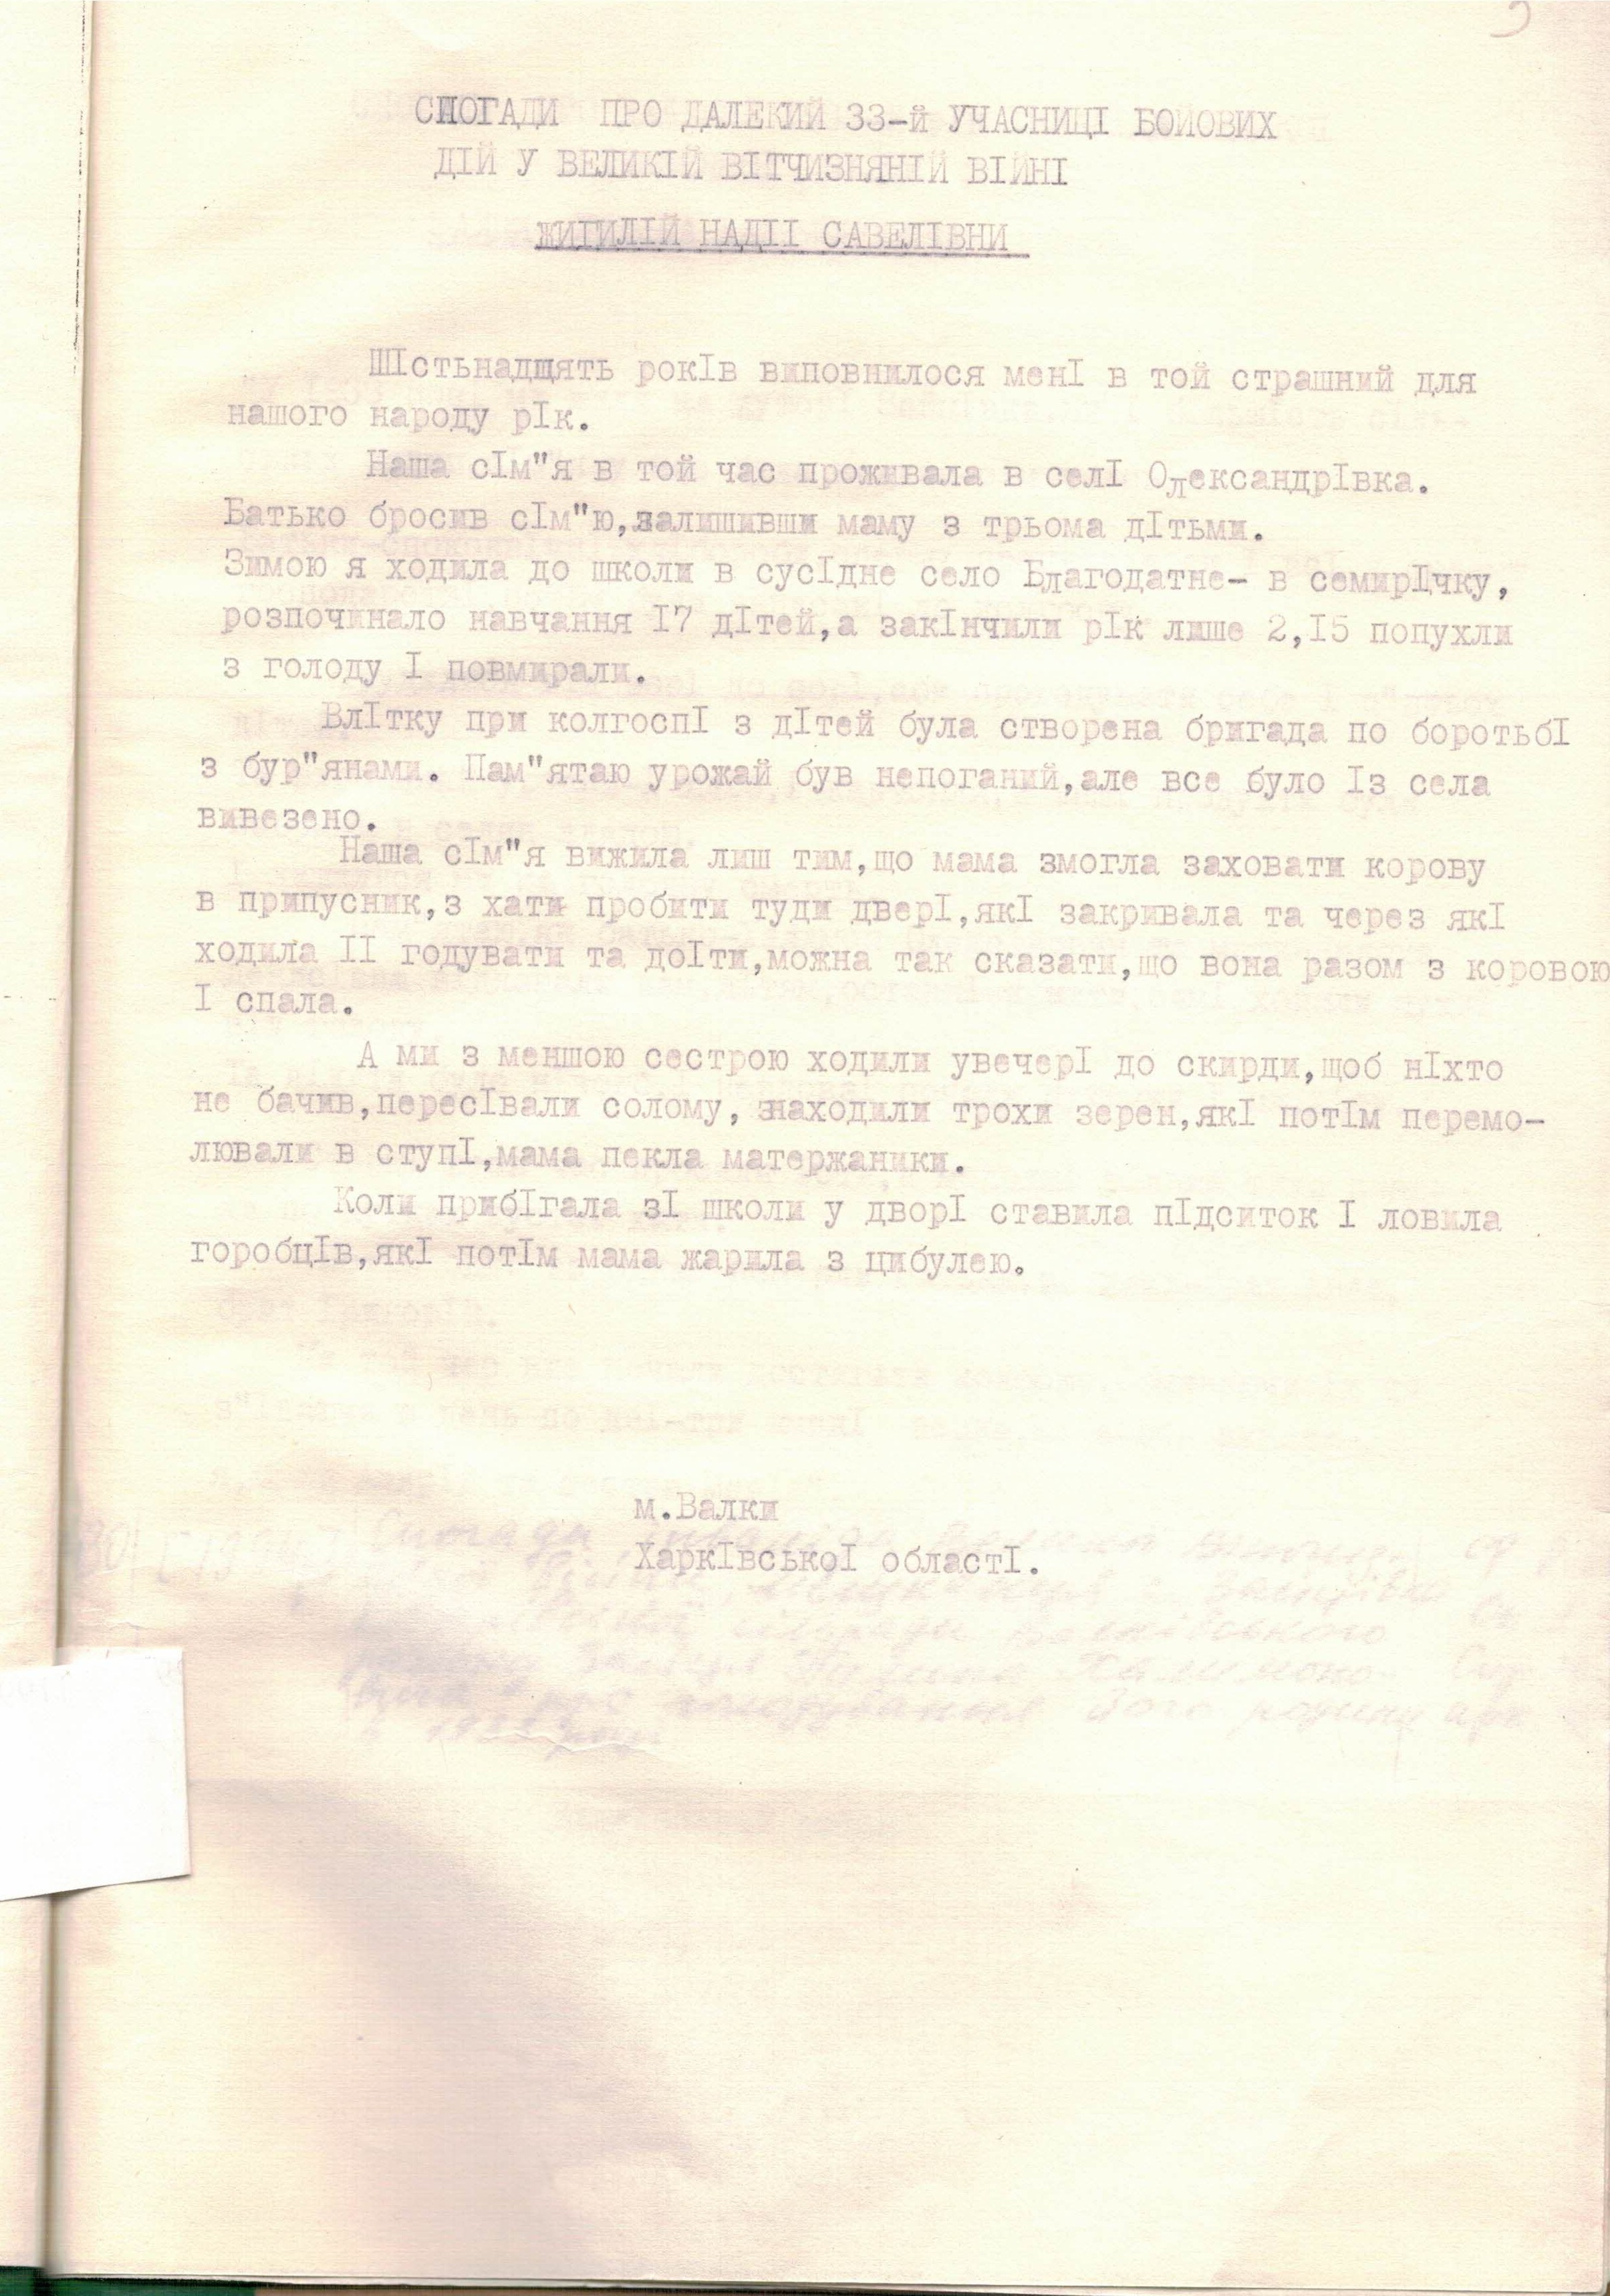 СПОГАДИ ПРО ДАЛЕКИЙ 33-й УЧАСНИЦІ БОЙОВИХ
ДІЙ У ВЕЛИКІЙ ВІТЧИЗНЯНІЙ ВІЙНІ
ЖИГИЛІЙ НАДІІ САВЕЛІВНИ
ШІстьнадцять рокІв виповнилося менІ в той страшний для
нашого народу рІк.
Наша сІм"я в той час проживала в селІ ОлександрІвка.
Батько бросив сІм"ю,залишивши маму з трьома дІтьми.
Зимою я ходила до школи в сусІдне село Благодатне- в семирІчку,
розпочинало навчання І7 дІтей,а закІнчили рІк лише 2,І5 попухли
з голоду І повмирали.
ВлІтку при колгоспІ з дІтей була створена бригада по боротьбІ
з бур"янами. Пам"ятаю урожай був непоганий,але все було Із села
вивезено.
Наша сІм"я вижила лиш тим,що мама змогла заховати корову
в припусник,з хати пробити туди дверІ,якІ закривала та через якІ
ходила ІІ годувати та доІти,можна так сказати,що вона разом з коровою
І спала.
А ми з меншою сестрою ходили увечерІ до скирди,щоб нІхто
не бачив,пересІвали солому, знаходили трохи зерен,якІ потІм перемо-
лювали в ступІ,мама пекла матержаники.
Коли прибІгала зІ школи у дворІ ставила пІдситок І ловила
горобцІв,якІ потІм мама жарила з цибулею.
м.Валки
ХаркІвськоІ областІ.